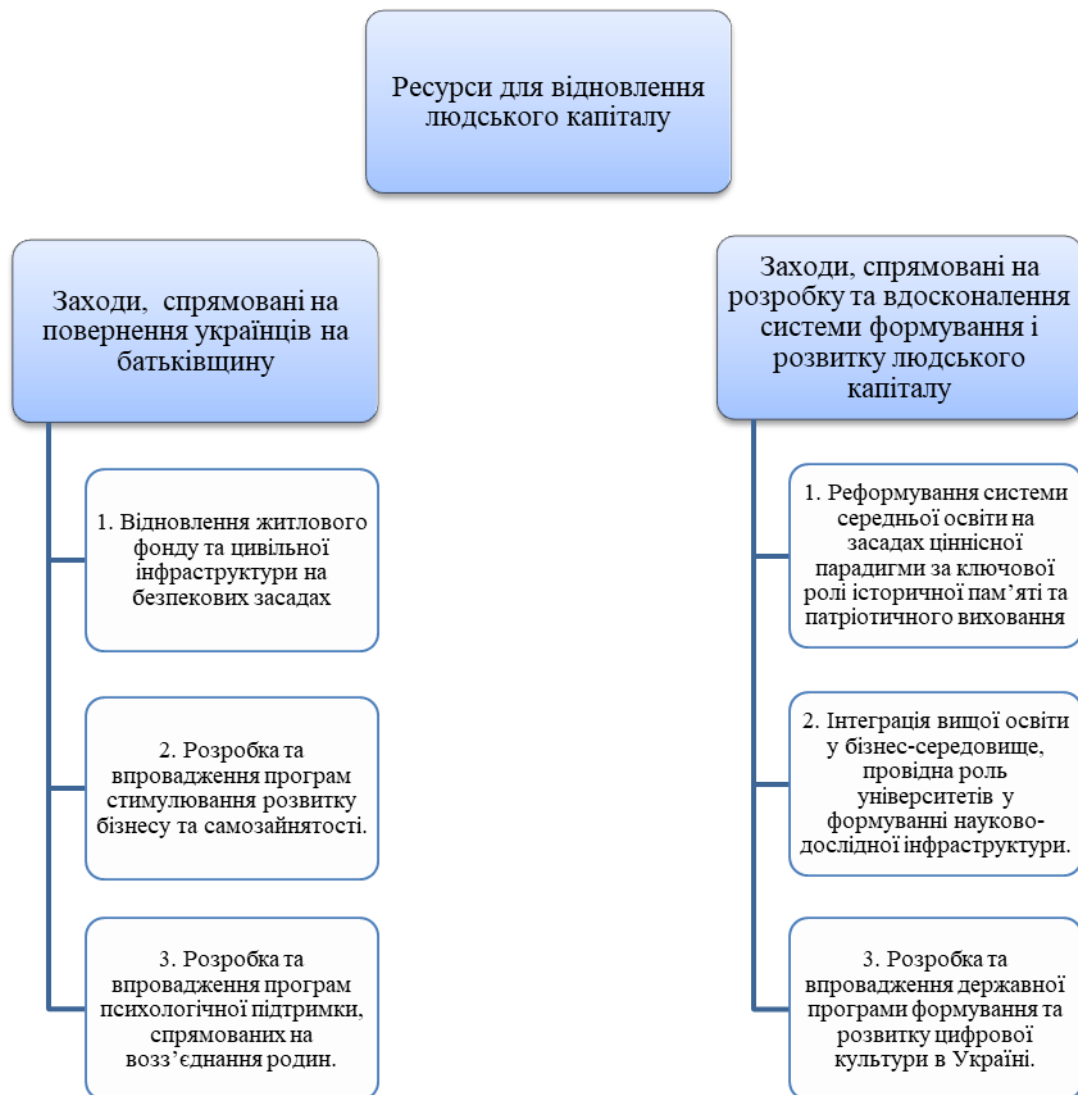 Ресурси для відновлення
людського капіталу
Заходи, спрямовані на
повернення українців на
батьківщину
1. Відновлення житлового
фонду та цивільної
інфраструктури на
безпекових засадах
2. Розробка та
впровадження програм
стимулювання розвитку
бізнесу та самозайнятості.
3. Розробка та
впровадження програм
психологічної підтримки,
спрямованих на
возз’єднання родин.
Заходи, спрямовані на
розробку та вдосконалення
системи формування і
розвитку людського
капіталу
1. Реформування системи
середньої освіти на
засадах ціннісної
парадигми за ключової
ролі історичної пам’яті та
патріотичного виховання
2. Інтеграція вищої освіти
у бізнес-середовище,
провідна роль
університетів у
формуванні науково-
дослідної інфраструктури.
3. Розробка та
впровадження державної
програми формування та
розвитку цифрової
культури в Україні.